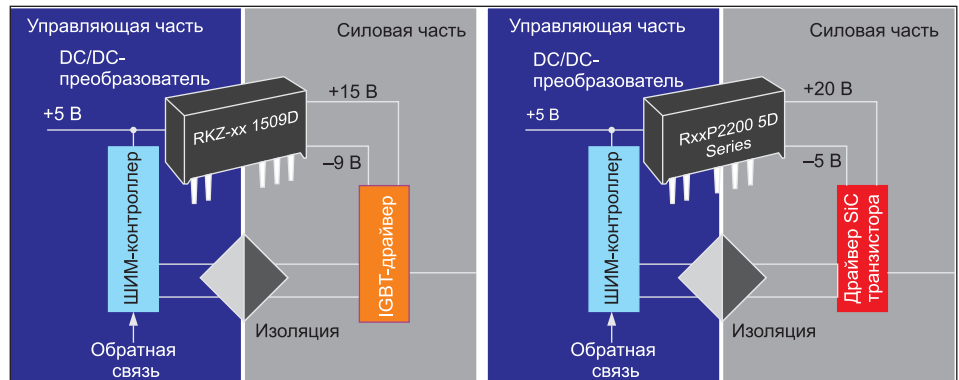 Управляющая часть
Силовая часть
DC/DC-
преобразователь
+5 В
RKZ-xx 1509D
+15 В
–9 В
ШИМ-контроллер
IGBT-драйвер
Изоляция
Обратная
связь
Управляющая часть
Силовая часть
DC/DC-
преобразователь
+5 В
RxxP2200 5D
Series
+20 В
–5 В
ШИМ-контроллер
Драйвер SiC
транзистора
Изоляция
Обратная
связь